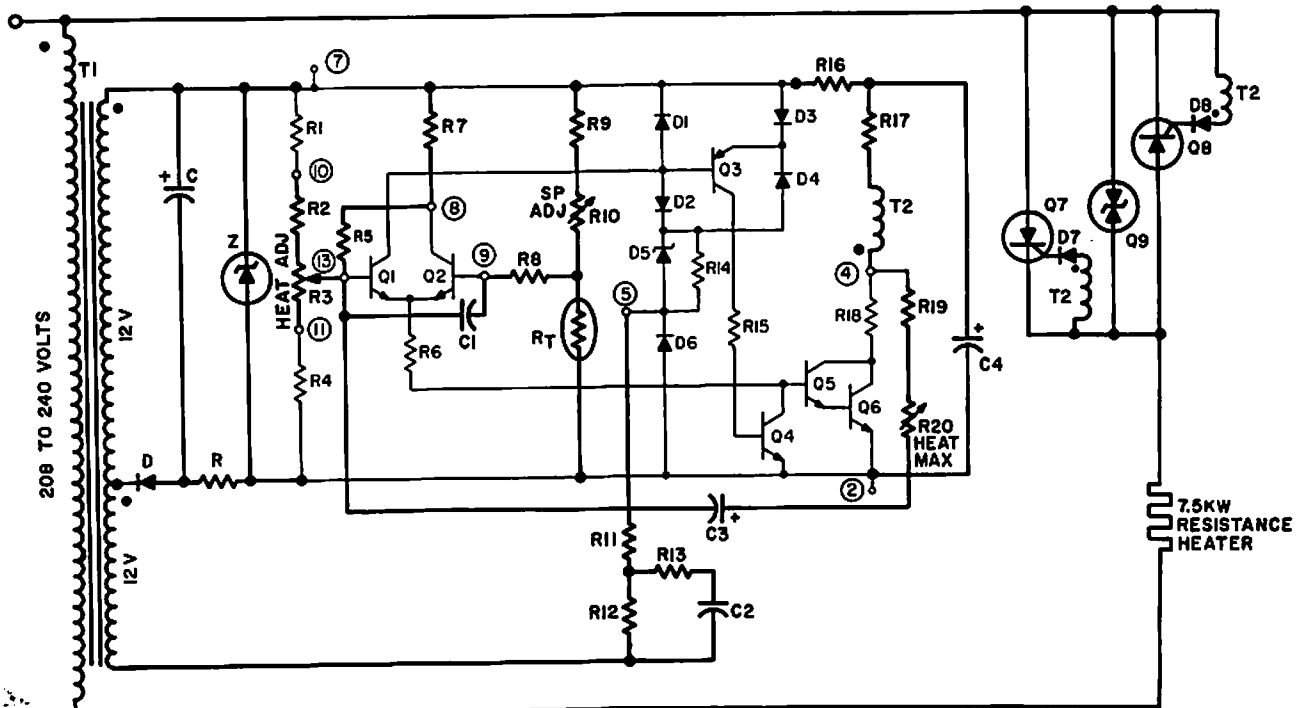 T1
7
R16
D8
T2
R1
R7
R9
D1
D3
R17
Q8
+
C
10
Q3
D4
Z
R2
8
SP
ADJ
R10
D2
T2
Q7
208 TO 240 VOLTS
12 V
HEAT ADJ
R5
13
R3
Q1
Q2
9
R8
D5
R14
4
D7
Q9
T2
11
C1
5
R18
R19
R4
R6
RT
D6
R15
+
C4
Q5
Q6
Q4
R20
HEAT
MAX
D
R
2
C3
+
7.5KW
RESISTANCE
HEATER
12 V
R11
R13
R12
C2